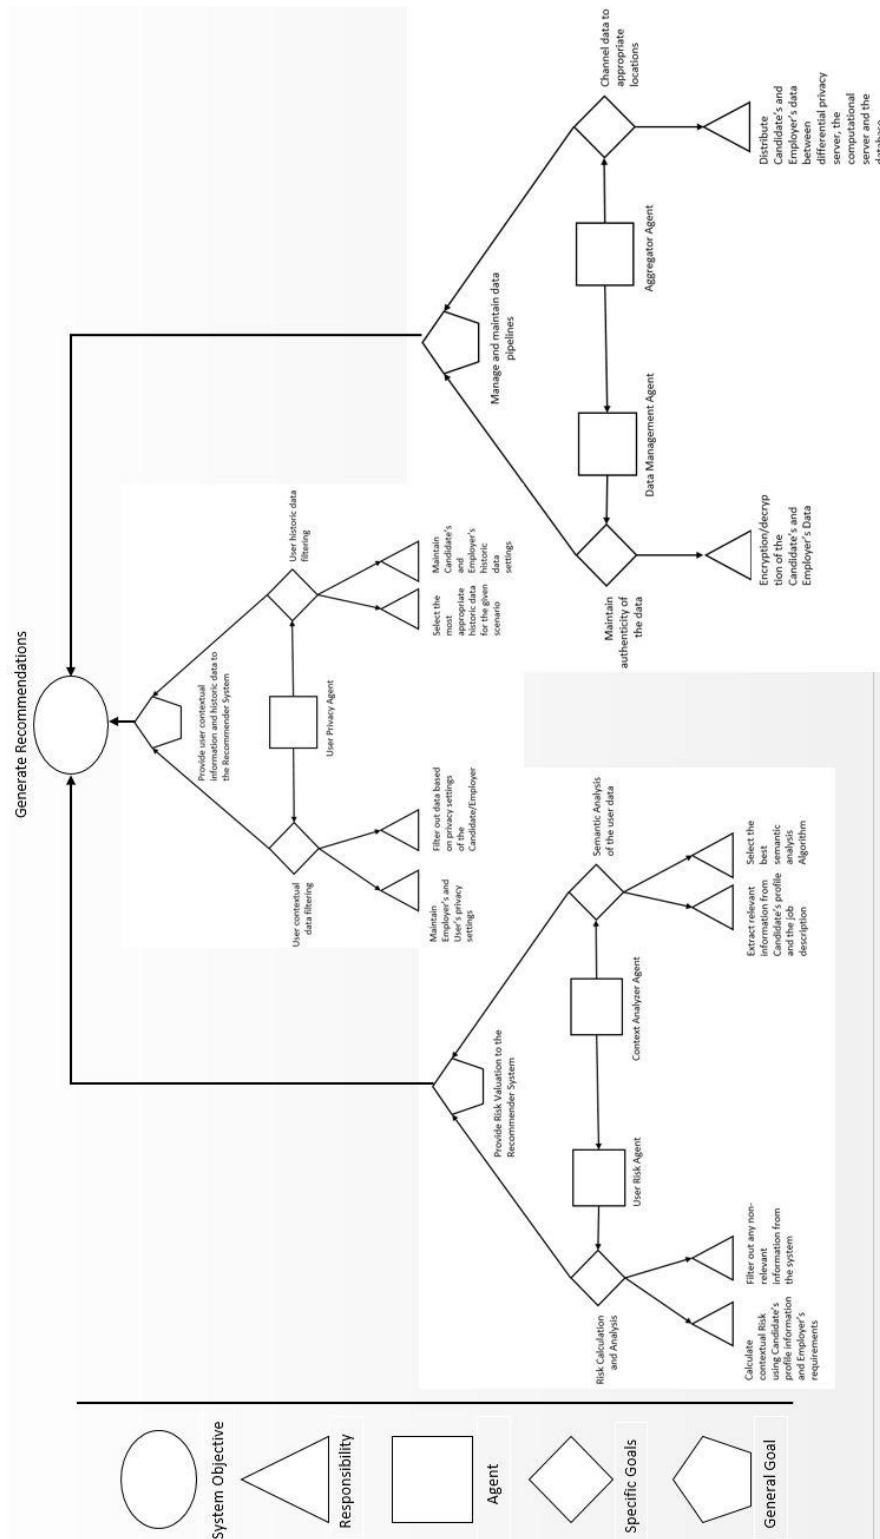 Generate Recommendations
System Objective
Responsibility
Agent
Specific Goals
General Goal
Provide user contextual
information and historic data to
the Recommender System
User contextual
data filtering
User Privacy Agent
User historic data
filtering
Maintain
Employer's and
User's privacy
settings
Filter out data based
on privacy settings
of the
Candidate/Employer
Select the
most
appropriate
historic data
for the given
scenario
Maintain
Candidate's
and
Employer's
historic
data
settings
Provide Risk Valuation to the
Recommender System
Risk Calculation
and Analysis
User Risk Agent
Context Analyzer Agent
Semantic Analysis
of the user data
Calculate
contextual Risk
using Candidate's
profile information
and Employer's
requirements
Filter out any non-
relevant
information from
the system
Extract relevant
information from
Candidate's profile
and the job
description
Select the
best
semantic
analysis
Algorithm
Manage and maintain data
pipelines
Maintain
authenticity of
the data
Data Management Agent
Aggregator Agent
Channel data to
appropriate
locations
Encryption/decryp
tion of the
Candidate's and
Employer's Data
Distribute
Candidate's and
Employer's data
between
differential privacy
server, the
computational
server and the
database